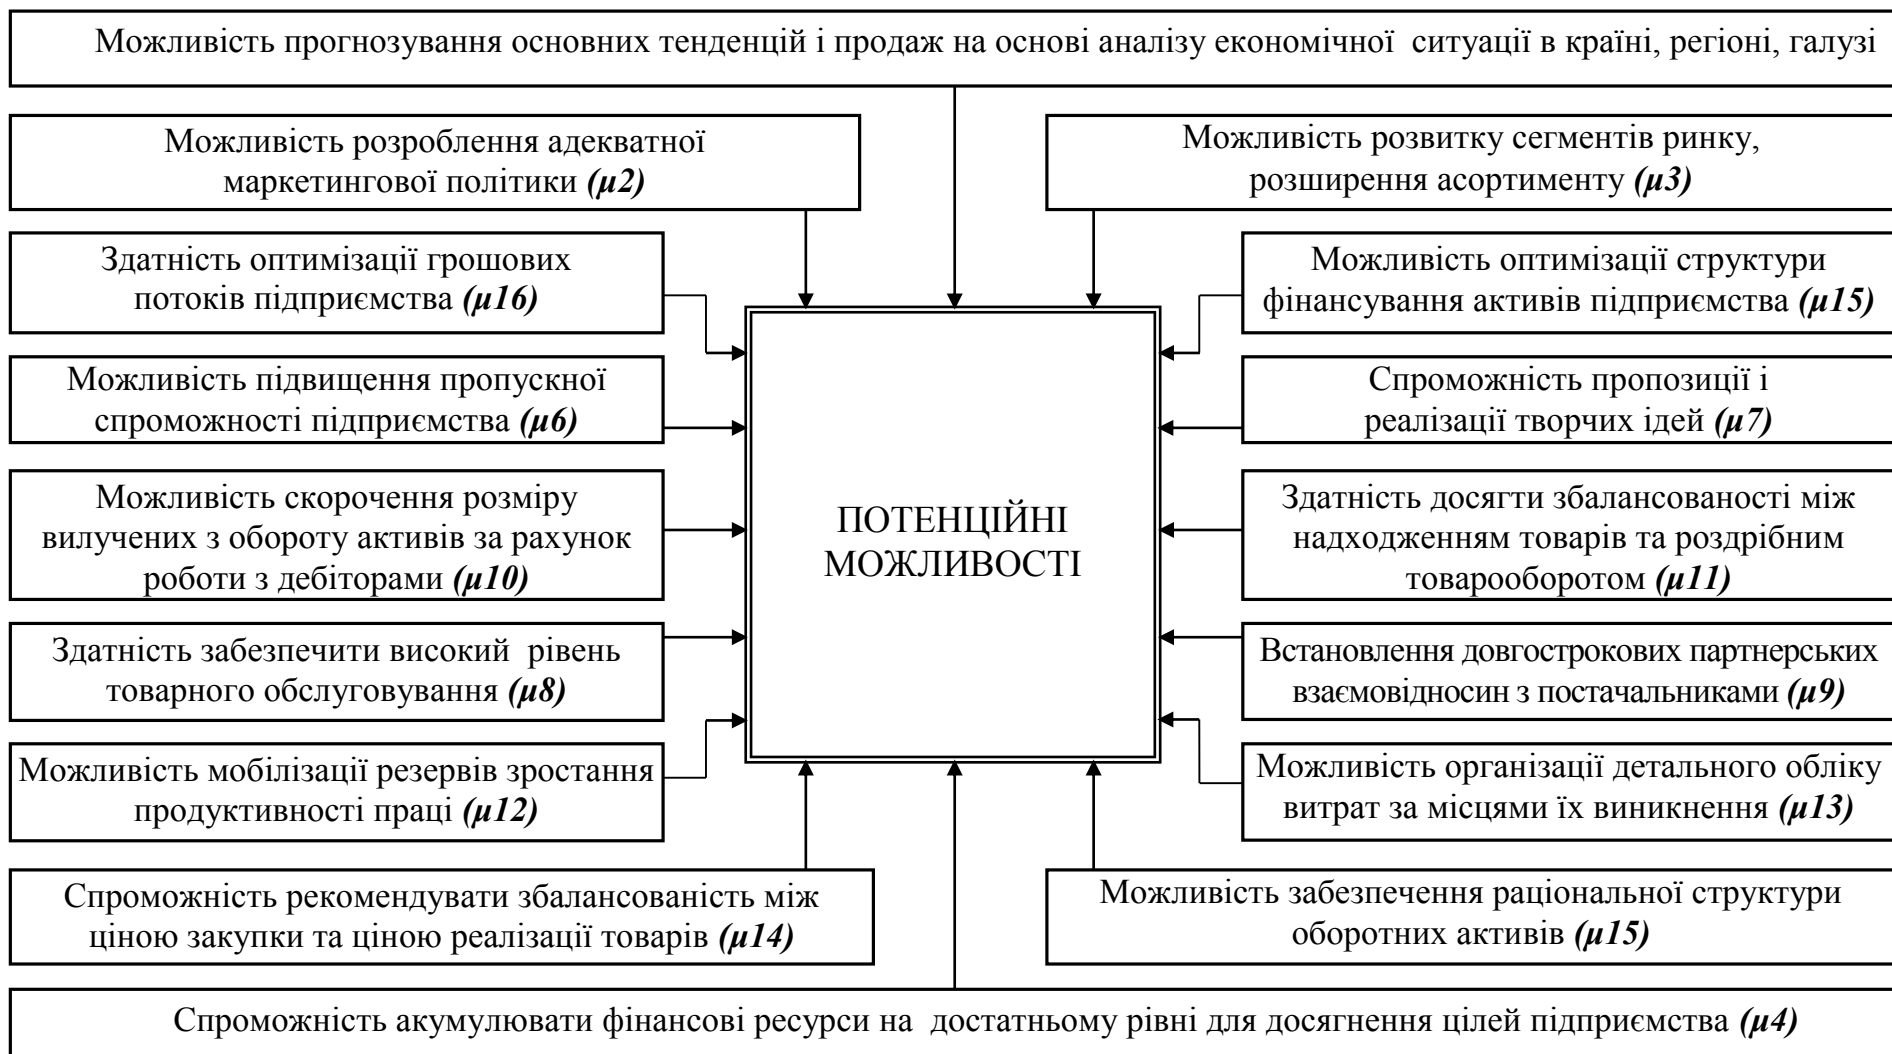 Можливість прогнозування основних тенденцій і продаж на основі аналізу економічної ситуації в країні, регіоні, галузі
Можливість розроблення адекватної
маркетингової політики (μ2)
Можливість розвитку сегментів ринку,
розширення асортименту (μ3)
Здатність оптимізації грошових
потоків підприємства (μ16)
Можливість оптимізації структури
фінансування активів підприємства (μ15)
Можливість підвищення пропускної
спроможності підприємства (μ6)
Спроможність пропозиції і
реалізації творчих ідей (μ7)
Можливість скорочення розміру
вилучених з обороту активів за рахунок
роботи з дебіторами (μ10)
ПОТЕНЦІЙНІ
МОЖЛИВОСТІ
Здатність досягти збалансованості між
надходженням товарів та роздрібним
товарооборотом (μ11)
Здатність забезпечити високий рівень
товарного обслуговування (μ8)
Встановлення довгострокових партнерських
взаємовідносин з постачальниками (μ9)
Можливість мобілізації резервів зростання
продуктивності праці (μ12)
Можливість організації детального обліку
витрат за місцями їх виникнення (μ13)
Спроможність рекомендувати збалансованість між
ціною закупки та ціною реалізації товарів (μ14)
Можливість забезпечення раціональної структури
оборотних активів (μ15)
Спроможність акумулювати фінансові ресурси на достатньому рівні для досягнення цілей підприємства (μ4)